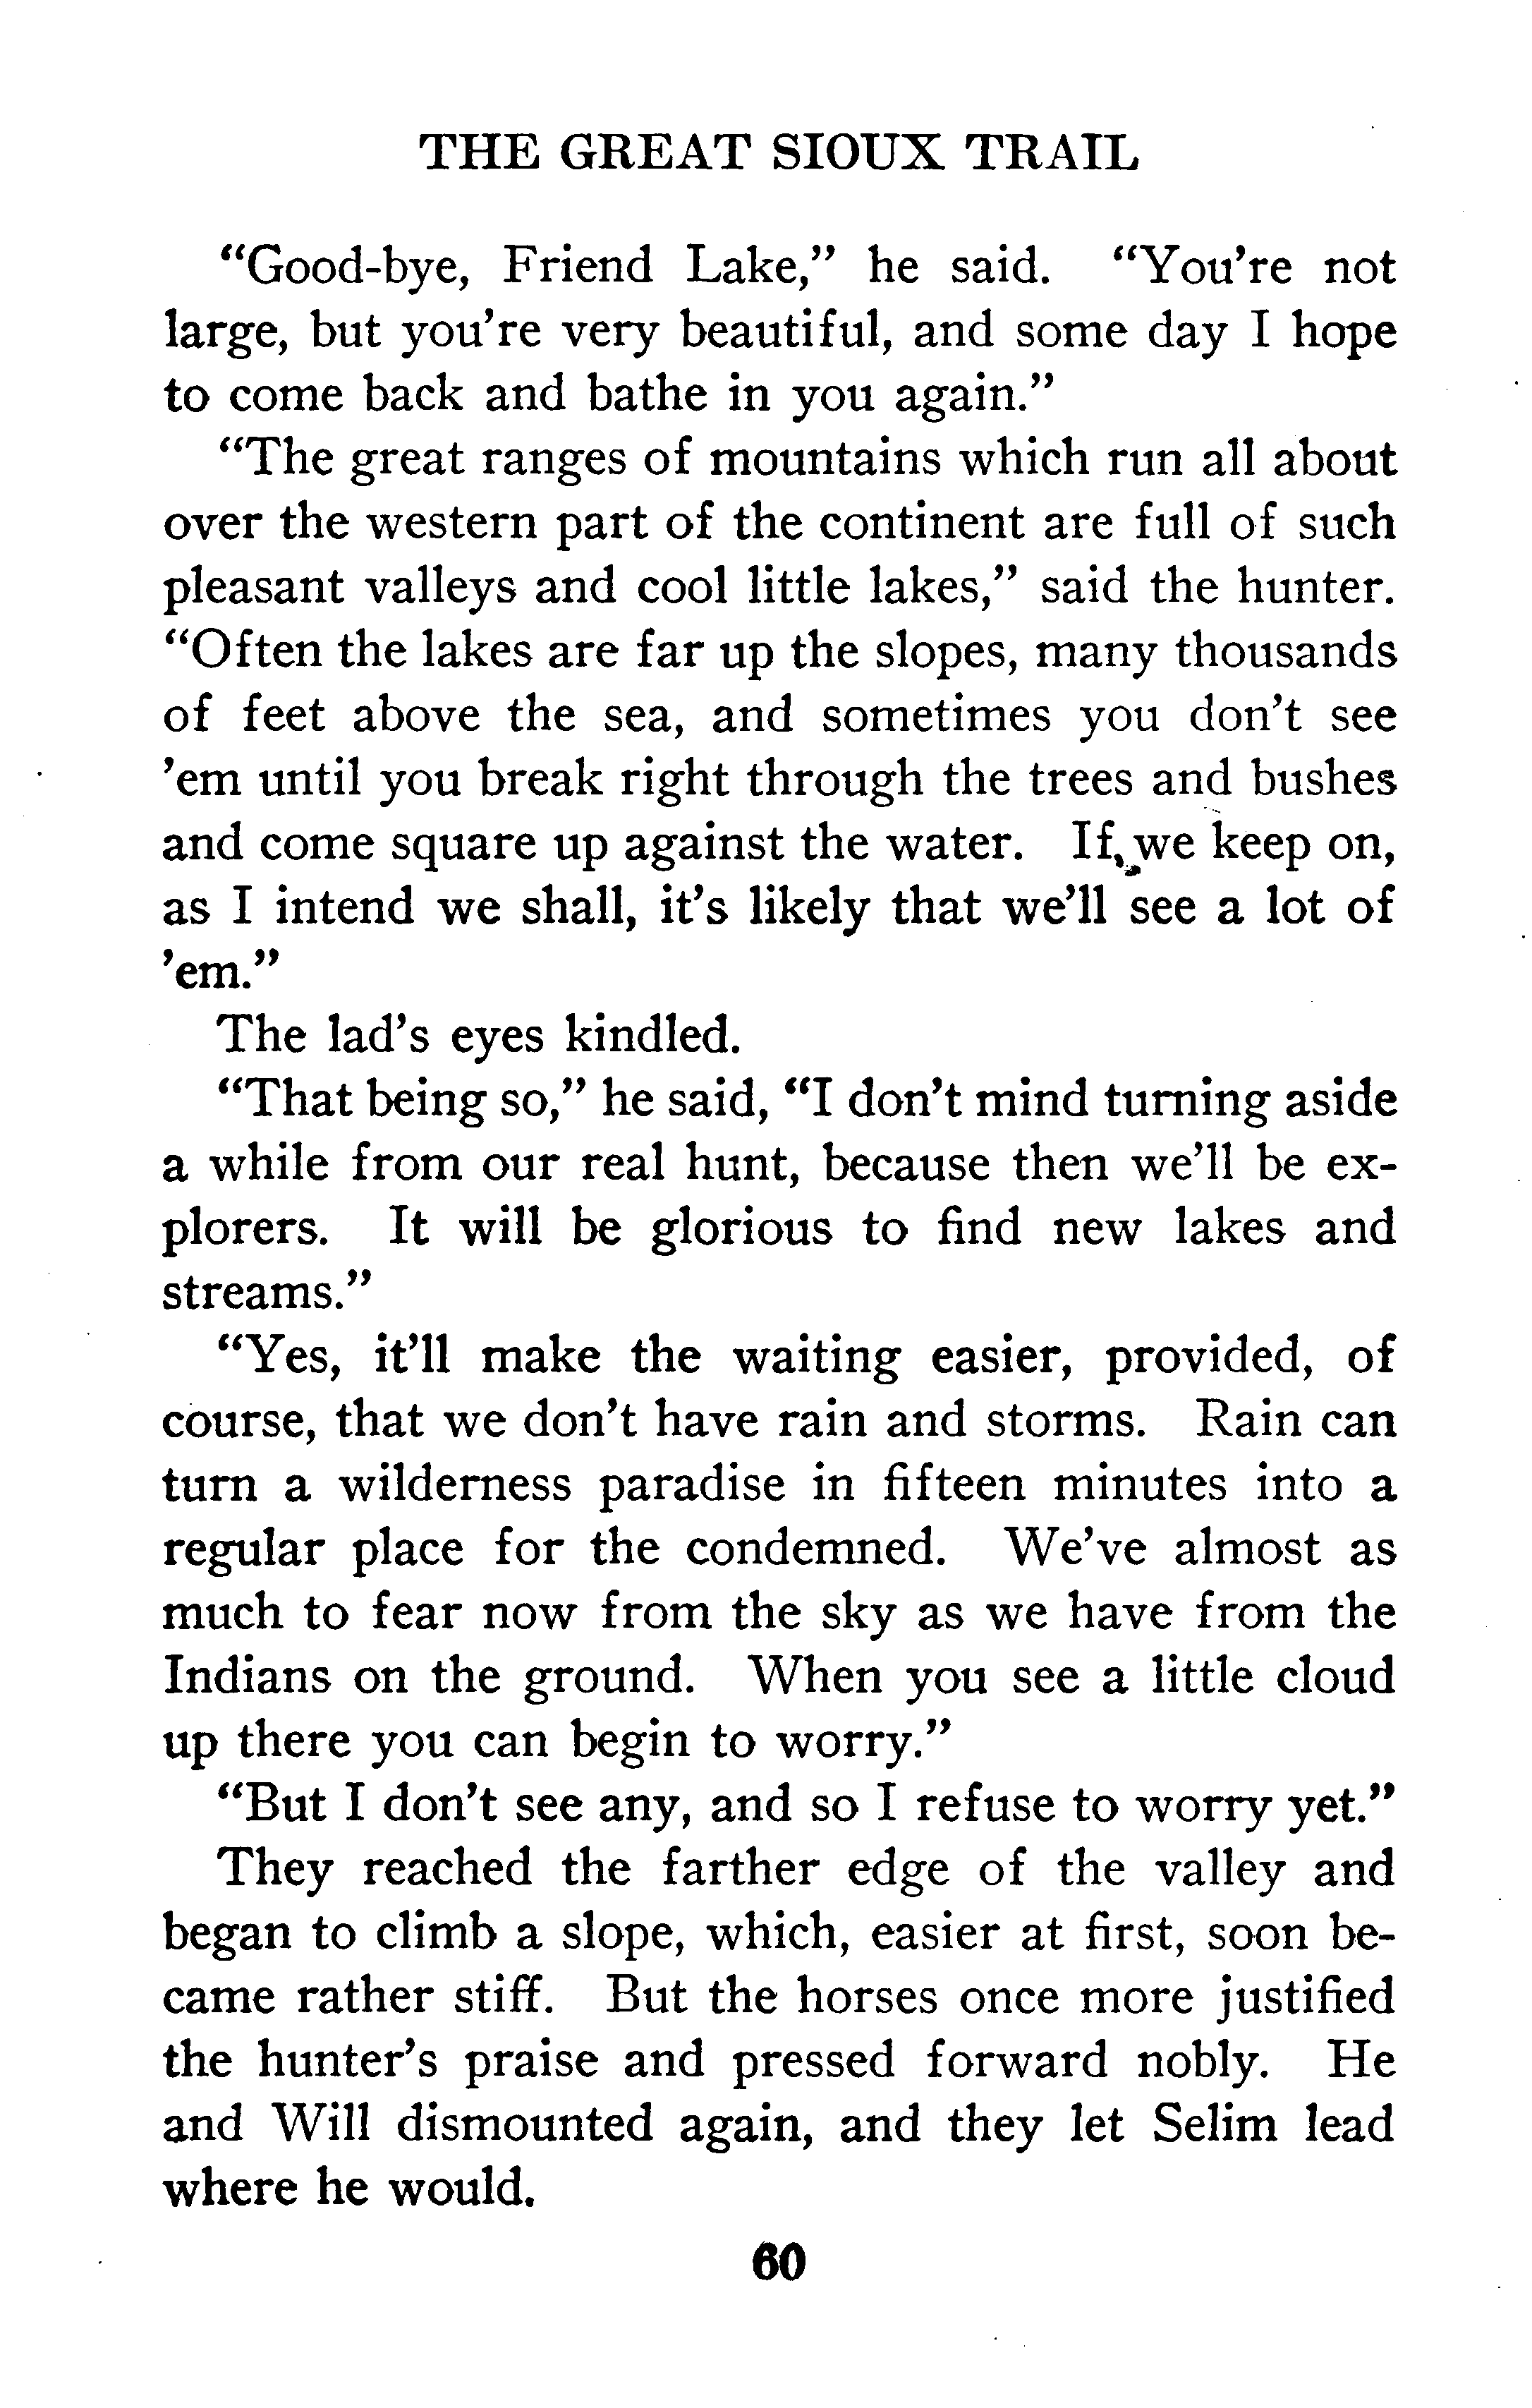 THE GREAT SIOUX TRAIL
“Good-bye, Friend Lake,” he said. “You’re not
large, but you’re very beautiful, and some day I hope
to come back and bathe in you again.”
“The great ranges of mountains which run all about
over the western part of the continent are full of such
pleasant valleys and cool little lakes,” said the hunter.
“Often the lakes are far up the slopes, many thousands
of feet above the sea, and sometimes you don’t see
’em until you break right through the trees and bushes
and come square up against the water. If we keep on,
as I intend we shall, it’s likely that we’ll see a lot of
’em.”
The lad’s eyes kindled.
“That being so,” he said, “I don’t mind turning aside
a while from our real hunt, because then we’ll be ex-
plorers. It will be glorious to find new lakes and
streams.”
“Yes, it’ll make the waiting easier, provided, of
course, that we don’t have rain and storms. Rain can
turn a wilderness paradise in fifteen minutes into a
regular place for the condemned. We’ve almost as
much to fear now from the sky as we have from the
Indians on the ground. When you see a little cloud
up there you can begin to worry.”
“But I don’t see any, and so I refuse to worry yet.”
They reached the farther edge of the valley and
began to climb a slope, which, easier at first, soon be-
came rather stiff. But the horses once more justified
the hunter’s praise and pressed forward nobly. He
and Will dismounted again, and they let Selim lead
where he would.
60